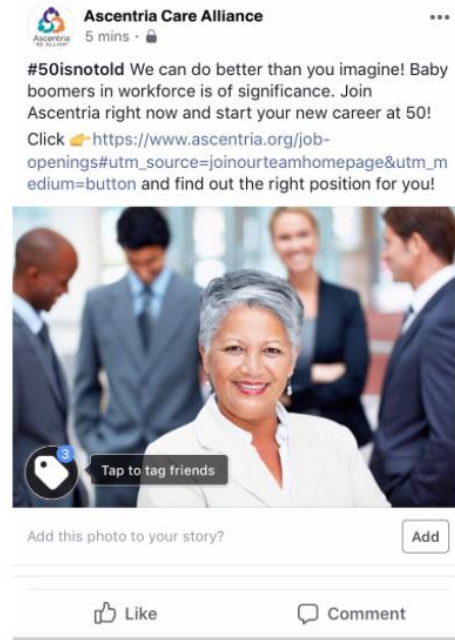 Ascentria Care Alliance
5 mins ·
Ascentria
#50isnotold We can do better than you imagine! Baby
boomers in workforce is of significance. Join
Ascentria right now and start your new career at 50!
Click 👉https://www.ascentria.org/job-
openings#utm_source=joinourteamhomepage&utm_m
edium=button and find out the right position for you!
3
Tap to tag friends
Add this photo to your story?
Add
Like
Comment